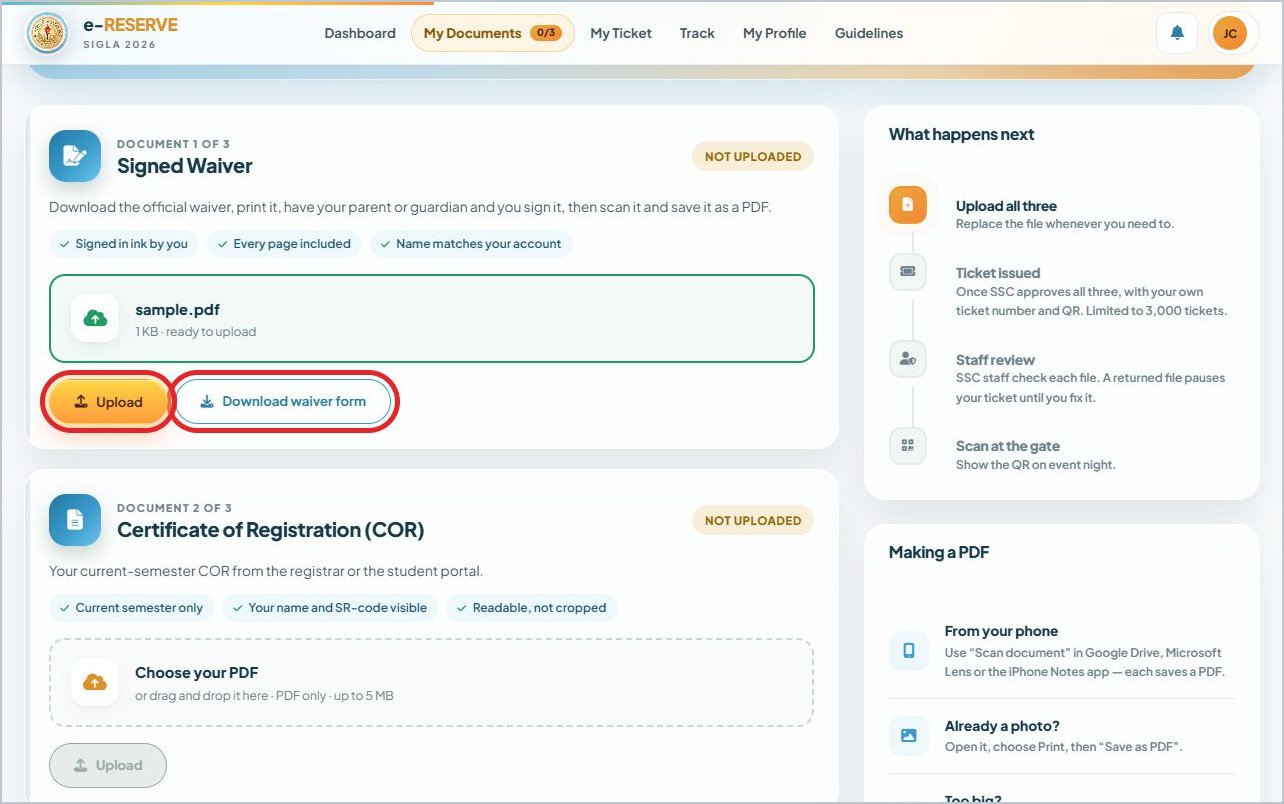 e-RESERVE
SIGLA 2026
Dashboard
My Documents 0/3
My Ticket
Track
My Profile
Guidelines
JC
DOCUMENT 1 OF 3
Signed Waiver
NOT UPLOADED
Download the official waiver, print it, have your parent or guardian and you sign it, then scan it and save it as a PDF.
Signed in ink by you
Every page included
Name matches your account
sample.pdf
1 KB · ready to upload
Upload
Download waiver form
DOCUMENT 2 OF 3
Certificate of Registration (COR)
NOT UPLOADED
Your current-semester COR from the registrar or the student portal.
Current semester only
Your name and SR-code visible
Readable, not cropped
Choose your PDF
or drag and drop it here · PDF only · up to 5 MB
Upload
What happens next
Upload all three
Replace the file whenever you need to.
Ticket issued
Once SSC approves all three, with your own
ticket number and QR. Limited to 3,000 tickets.
Staff review
SSC staff check each file. A returned file pauses
your ticket until you fix it.
Scan at the gate
Show the QR on event night.
Making a PDF
From your phone
Use “Scan document” in Google Drive, Microsoft
Lens or the iPhone Notes app — each saves a PDF.
Already a photo?
Open it, choose Print, then “Save as PDF”.
Too big?